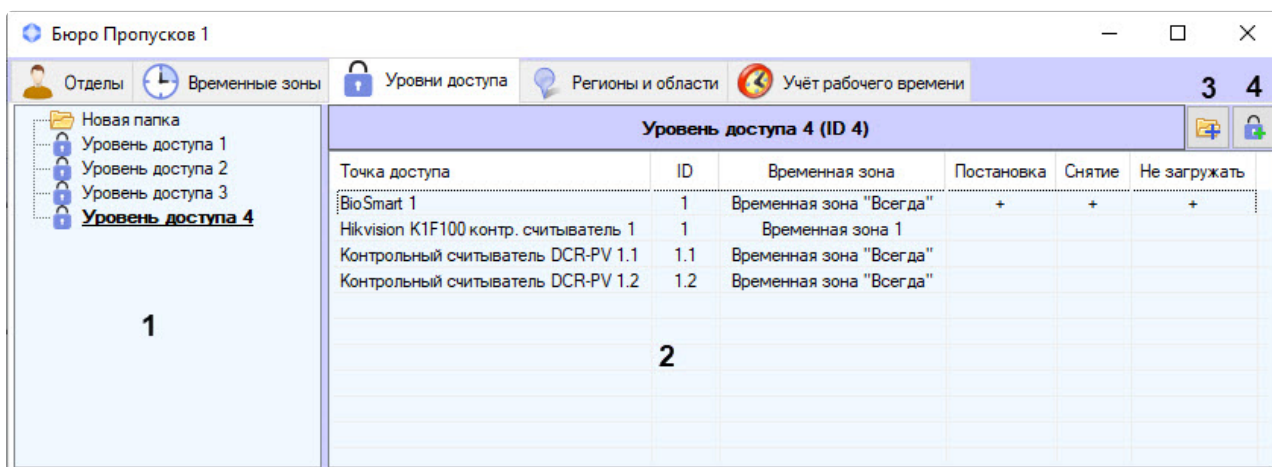 Бюро Пропусков 1
Отделы Временные зоны Уровни доступа Регионы и области Учёт рабочего времени 3 4
Новая папка
Уровень доступа 1
Уровень доступа 2
Уровень доступа 3
Уровень доступа 4
1
Уровень доступа 4 (ID 4)
Точка доступа ID Временная зона Постановка Снятие Не загружать
BioSmart 1 1 Временная зона "Всегда" + + +
Hikvision K1F100 контр. считыватель 1 1 Временная зона 1
Контрольный считыватель DCR-PV 1.1 1.1 Временная зона "Всегда"
Контрольный считыватель DCR-PV 1.2 1.2 Временная зона "Всегда"
2